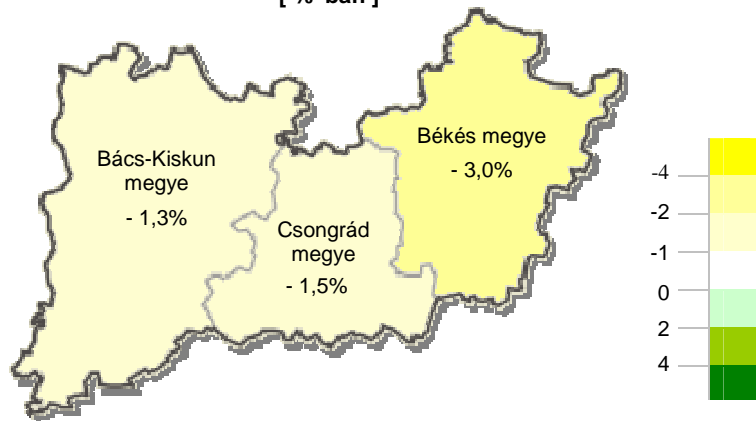 [ %-ban ]
Bács-Kiskun
megye
- 1,3%
Csongrád
megye
- 1,5%
Békés megye
- 3,0%
-4
-2
-1
0
2
4